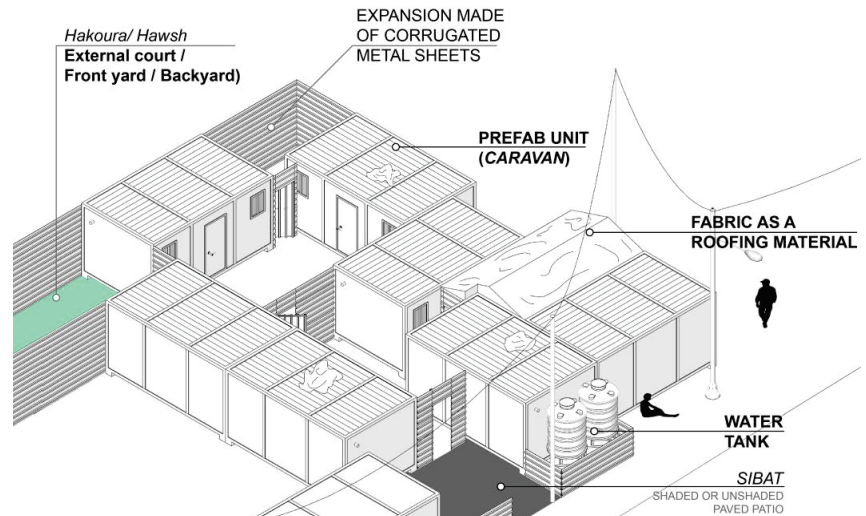 Hakoura/ Hawsh
External court /
Front yard / Backyard)
EXPANSION MADE
OF CORRUGATED
METAL SHEETS
PREFAB UNIT
(CARAVAN)
FABRIC AS A
ROOFING MATERIAL
WATER
TANK
SIBAT
SHADED OR UNSHADED
PAVED PATIO